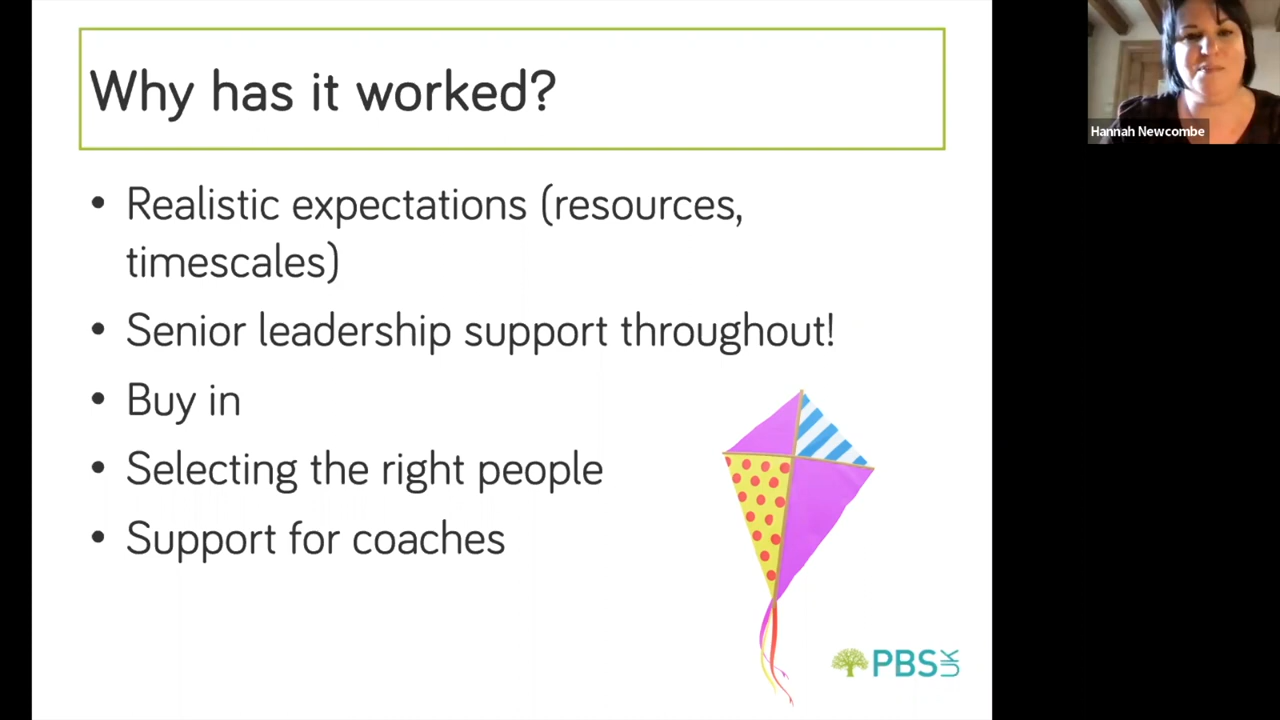 Why has it worked?
• Realistic expectations (resources,
timescales)
• Senior leadership support throughout!
• Buy in
• Selecting the right people
• Support for coaches
PBS UK
Hannah Newcombe